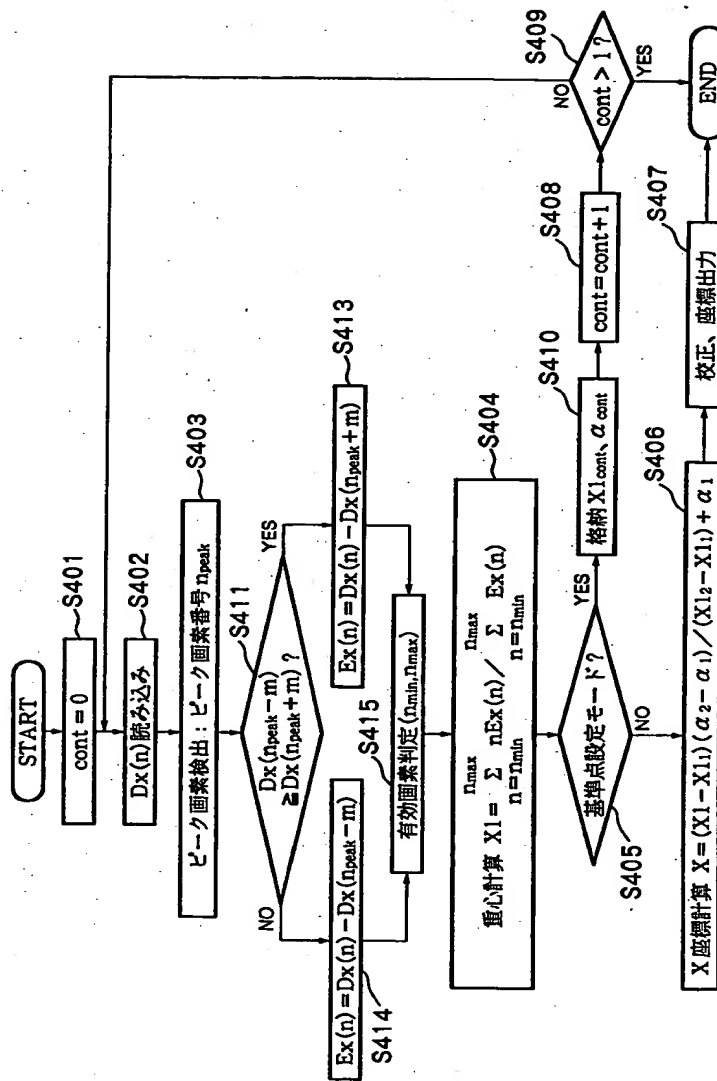 START
S401
cont = 0
S402
Dx(n)読み込み
S403
ピーク画素検出：ピーク画素番号 npeak
S411
Dx(npeak－m)
≧Dx(npeak＋m)？
NO
YES
S414
Ex(n)=Dx(n)－Dx(npeak－m)
S413
Ex(n)=Dx(n)－Dx(npeak＋m)
S415
有効画素判定(nmin,nmax)
S404
nmax nmax
重心計算 X1= Σ nEx(n)/ Σ Ex(n)
n=nmin n=nmin
S405
基準点設定モード？
YES
NO
S410
格納 X1cont、αcont
S408
cont=cont+1
S409
cont＞1？
NO
YES
S406
X座標計算 X=(X1－X11)(α2－α1)/(X12－X11)＋α1
S407
校正、座標出力
END